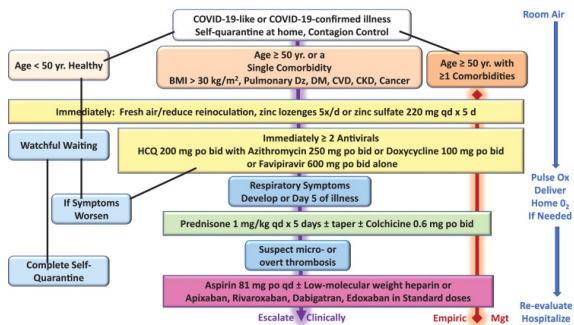 COVID-19-like or COVID-19-confirmed illness
Self-quarantine at home, Contagion Control
Room Air
Age < 50 yr. Healthy
Age ≥ 50 yr. or a
Single Comorbidity
BMI > 30 kg/m², Pulmonary Dz, DM, CVD, CKD, Cancer
Age ≥ 50 yr. with
≥1 Comorbidities
Immediately: Fresh air/reduce reinoculation, zinc lozenges 5x/d or zinc sulfate 220 mg qd x 5 d
Watchful Waiting
Immediately ≥ 2 Antivirals
HCQ 200 mg po bid with Azithromycin 250 mg po bid or Doxycycline 100 mg po bid
or Favipiravir 600 mg po bid alone
If Symptoms
Worsen
Respiratory Symptoms
Develop or Day 5 of illness
Pulse Ox
Deliver
Home 0₂
If Needed
Prednisone 1 mg/kg qd x 5 days ± taper ± Colchicine 0.6 mg po bid
Suspect micro- or
overt thrombosis
Complete Self-
Quarantine
Aspirin 81 mg po qd ± Low-molecular weight heparin or
Apixaban, Rivaroxaban, Dabigatran, Edoxaban in Standard doses
Escalate Clinically
Empiric Mgt
Re-evaluate
Hospitalize